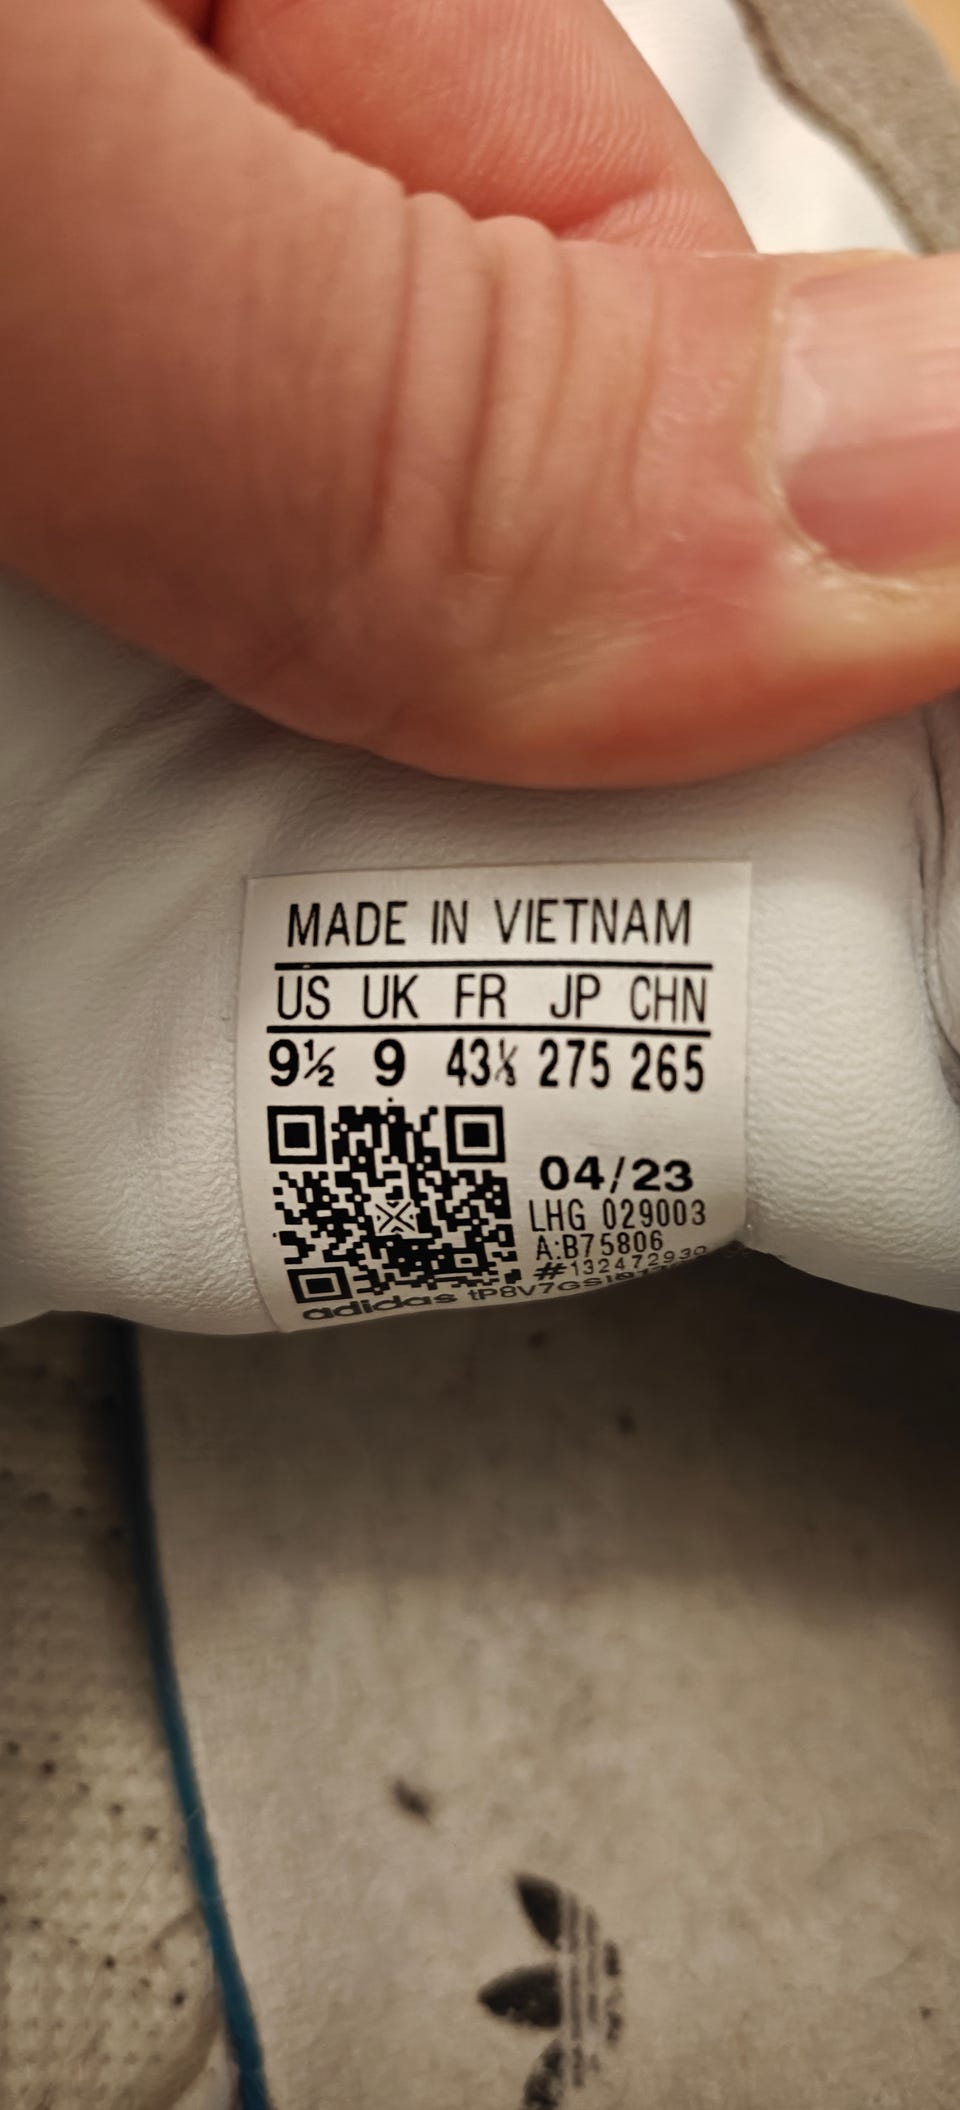 MADE IN VIETNAM
US UK FR JP CHN
9½ 9 43⅓ 275 265
04/23
LHG 029003
A:B75806
#132472930
adidas